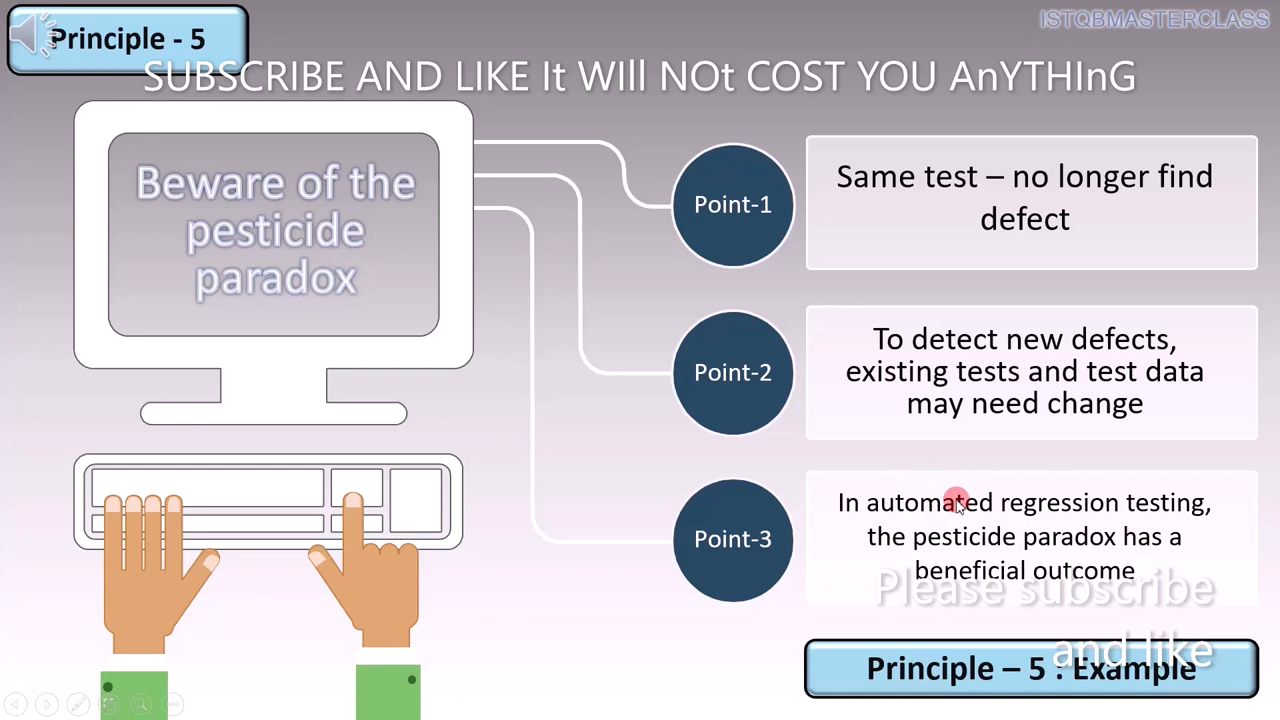 Principle - 5
ISTQBMASTERCLASS
SUBSCRIBE AND LIKE It WIll NOt COST YOU AnYTHInG
Beware of the
pesticide
paradox
Point-1
Same test – no longer find
defect
Point-2
To detect new defects,
existing tests and test data
may need change
Point-3
In automated regression testing,
the pesticide paradox has a
beneficial outcome
Please subscribe
and like
Principle – 5 : Example